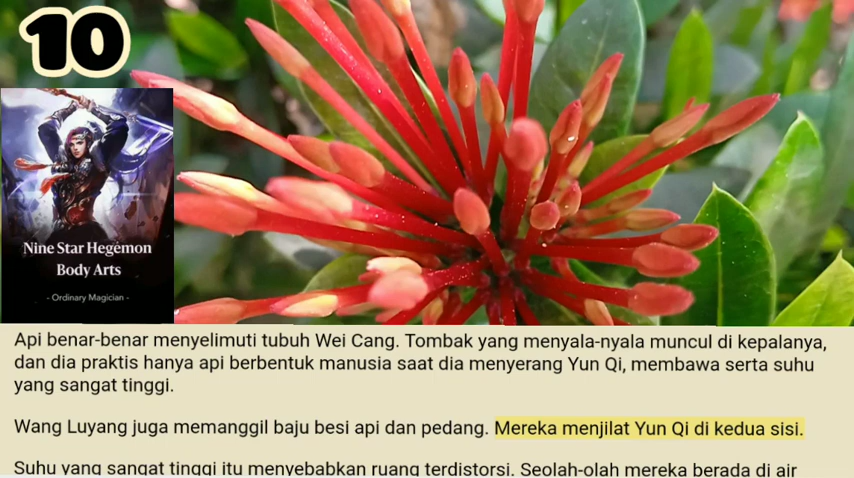 10
Nine Star Hegemon
Body Arts
- Ordinary Magician -
Api benar-benar menyelimuti tubuh Wei Cang. Tombak yang menyala-nyala muncul di kepalanya,
dan dia praktis hanya api berbentuk manusia saat dia menyerang Yun Qi, membawa serta suhu
yang sangat tinggi.
Wang Luyang juga memanggil baju besi api dan pedang. Mereka menjilat Yun Qi di kedua sisi.
Suhu yang sangat tinggi itu menyebabkan ruang terdistorsi. Seolah-olah mereka berada di air